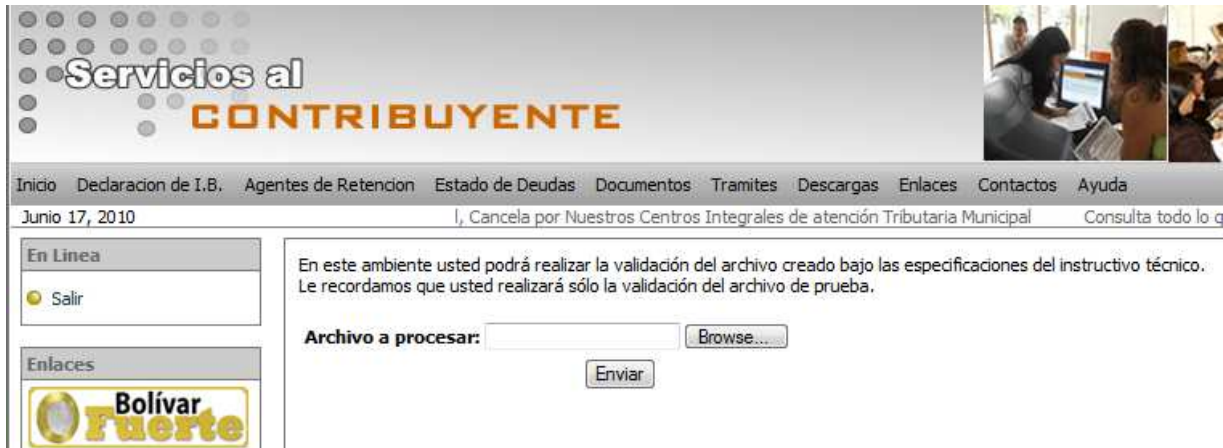 Servicios al
CONTRIBUYENTE
Inicio Declaracion de I.B. Agentes de Retencion Estado de Deudas Documentos Tramites Descargas Enlaces Contactos Ayuda
Junio 17, 2010 l, Cancela por Nuestros Centros Integrales de atención Tributaria Municipal Consulta todo lo q
En Linea
Salir
En este ambiente usted podrá realizar la validación del archivo creado bajo las especificaciones del instructivo técnico.
Le recordamos que usted realizará sólo la validación del archivo de prueba.
Archivo a procesar: Browse...
Enviar
Enlaces
Bolívar
Fuerte